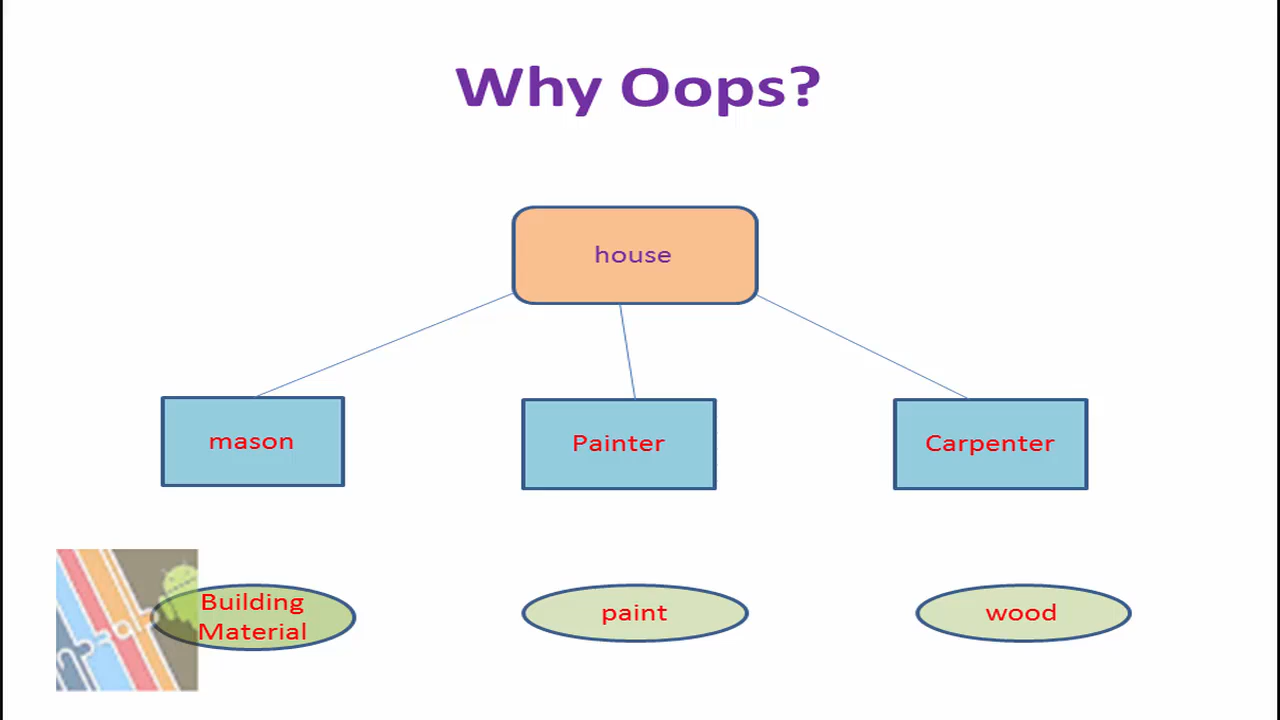 Why Oops?
house
mason
Painter
Carpenter
Building
Material
paint
wood